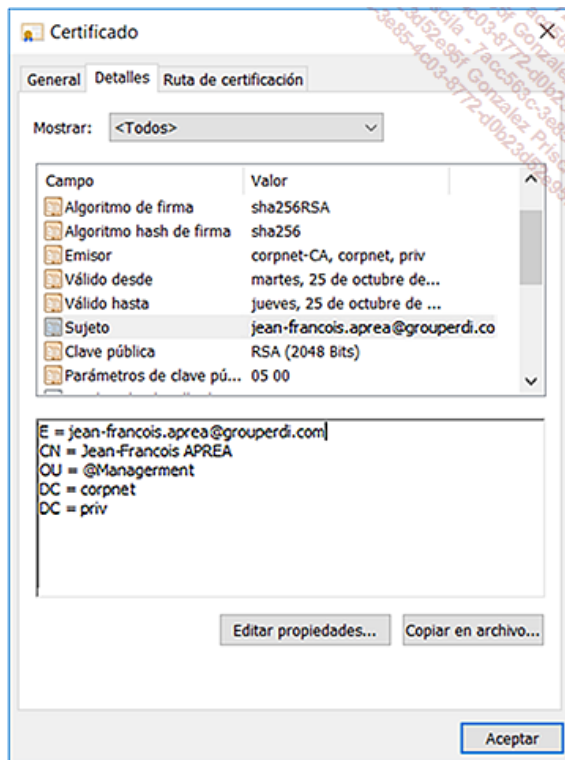 Certificado
General Detalles Ruta de certificación
Mostrar: <Todos>
Campo Valor
Algoritmo de firma sha256RSA
Algoritmo hash de firma sha256
Emisor corpnet-CA, corpnet, priv
Válido desde martes, 25 de octubre de...
Válido hasta jueves, 25 de octubre de ...
Sujeto jean-francois.aprea@grouperdi.co
Clave pública RSA (2048 Bits)
Parámetros de clave pú... 05 00
E = jean-francois.aprea@grouperdi.com
CN = Jean-Francois APREA
OU = @Managerment
DC = corpnet
DC = priv
Editar propiedades... Copiar en archivo...
Aceptar